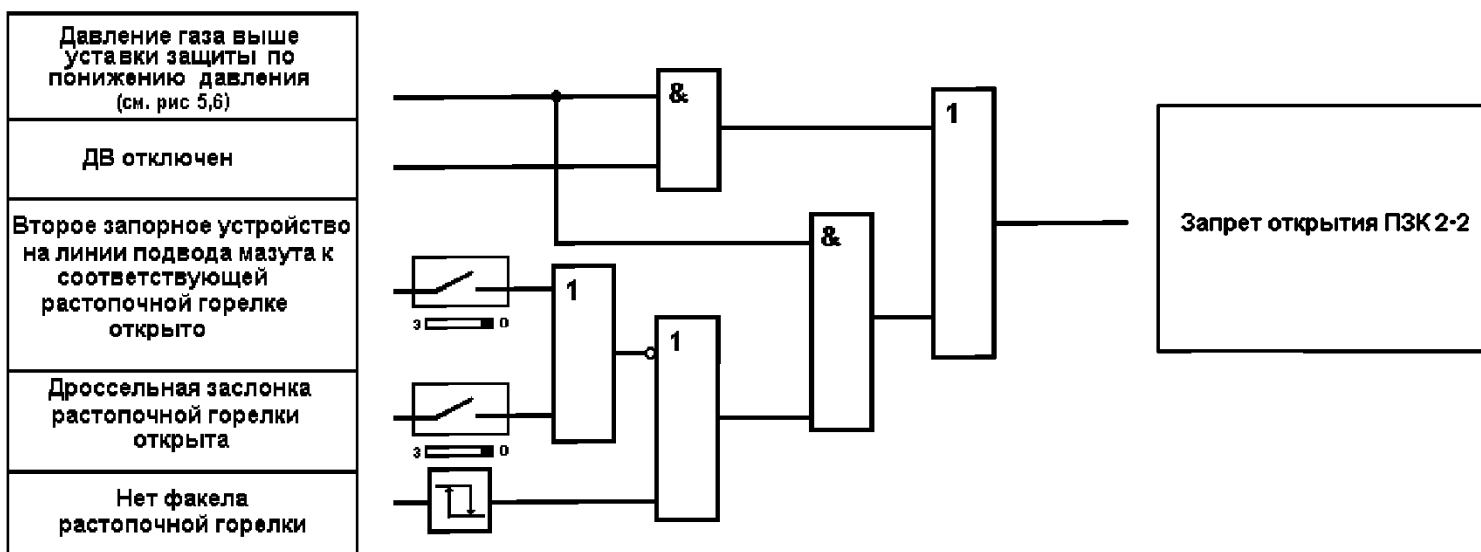 Давление газа выше
уставки защиты по
понижению давления
(см. рис 5,6)
ДВ отключен
Второе запорное устройство
на линии подвода мазута к
соответствующей
растопочной горелке
открыто
Дроссельная заслонка
растопочной горелки
открыта
Нет факела
растопочной горелки
&
1
&
1
1
З О
З О
Запрет открытия ПЗК 2-2